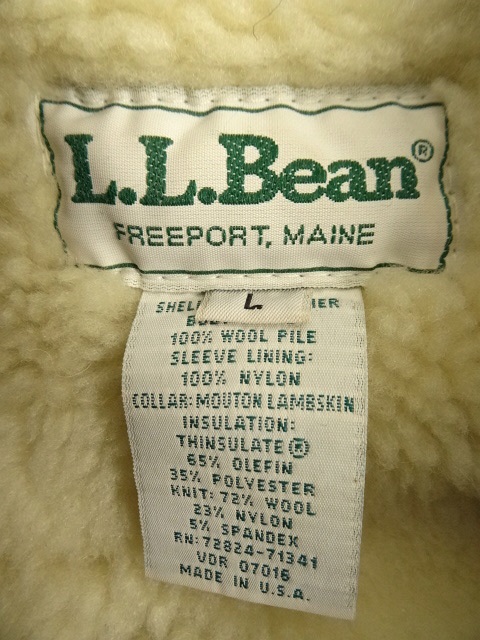 L.L.Bean®
FREEPORT, MAINE
L
SHELL
100% WOOL PILE
SLEEVE LINING:
100% NYLON
COLLAR: MOUTON LAMBSKIN
INSULATION:
THINSULATE®
65% OLEFIN
35% POLYESTER
KNIT: 72% WOOL
23% NYLON
5% SPANDEX
RN: 72824-71341
VDR 07016
MADE IN U.S.A.